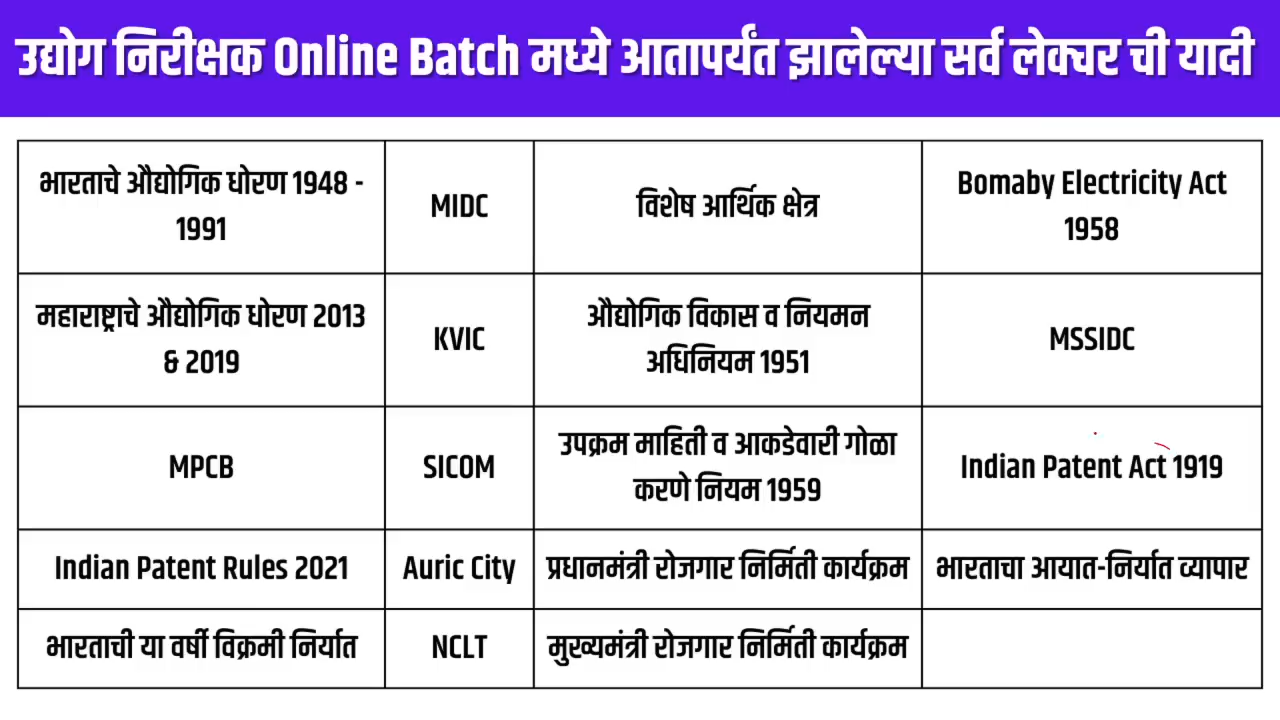 उद्योग निरीक्षक Online Batch मध्ये आतापर्यंत झालेल्या सर्व लेक्चर ची यादी
भारताचे औद्योगिक धोरण 1948 -
1991
MIDC
विशेष आर्थिक क्षेत्र
Bomaby Electricity Act
1958
महाराष्ट्राचे औद्योगिक धोरण 2013
& 2019
KVIC
औद्योगिक विकास व नियमन
अधिनियम 1951
MSSIDC
MPCB
SICOM
उपक्रम माहिती व आकडेवारी गोळा
करणे नियम 1959
Indian Patent Act 1919
Indian Patent Rules 2021
Auric City
प्रधानमंत्री रोजगार निर्मिती कार्यक्रम
भारताचा आयात-निर्यात व्यापार
भारताची या वर्षी विक्रमी निर्यात
NCLT
मुख्यमंत्री रोजगार निर्मिती कार्यक्रम